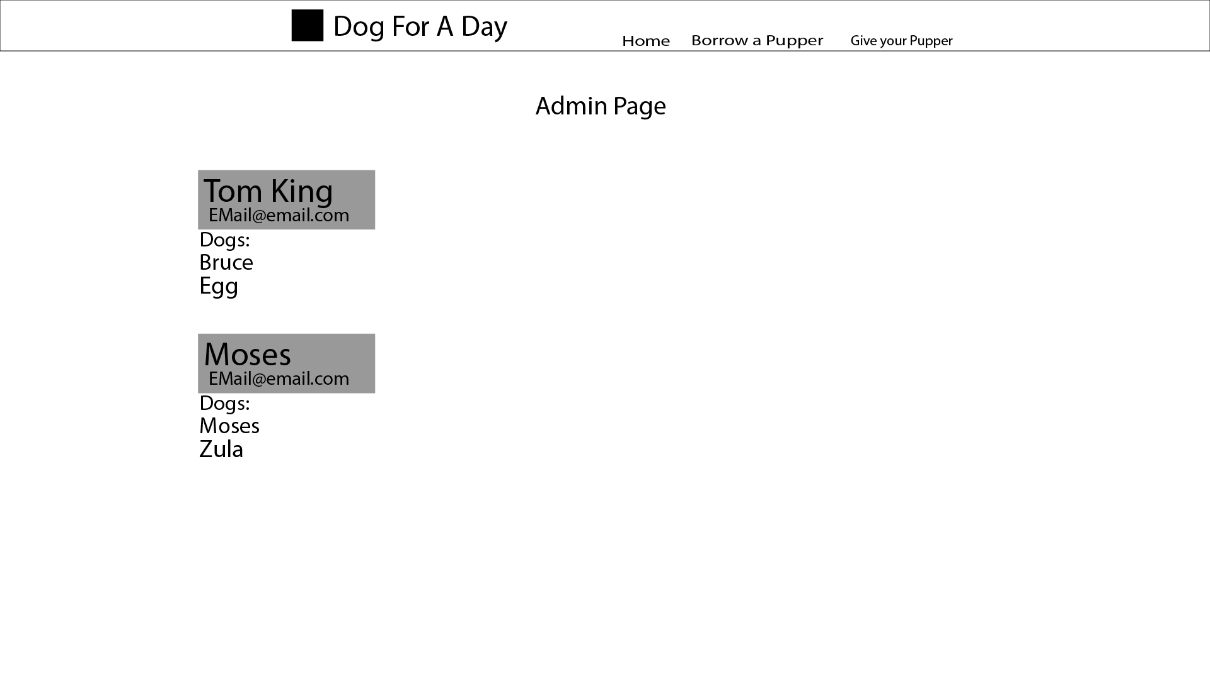 Dog For A Day
Home Borrow a Pupper Give your Pupper
Admin Page
Tom King
EMail@email.com
Dogs:
Bruce
Egg
Moses
EMail@email.com
Dogs:
Moses
Zula